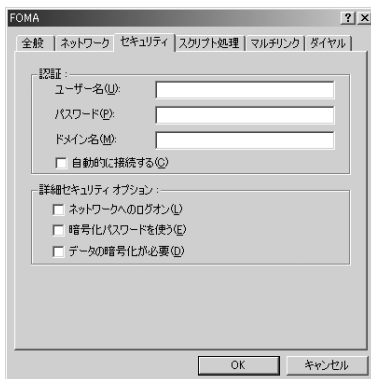 FOMA
全般 ネットワーク セキュリティ スクリプト処理 マルチリンク ダイヤル
認証:
ユーザー名(U):
パスワード(P):
ドメイン名(M):
自動的に接続する(C)
詳細セキュリティ オプション:
ネットワークへのログオン(L)
暗号化パスワードを使う(E)
データの暗号化が必要(D)
OK キャンセル